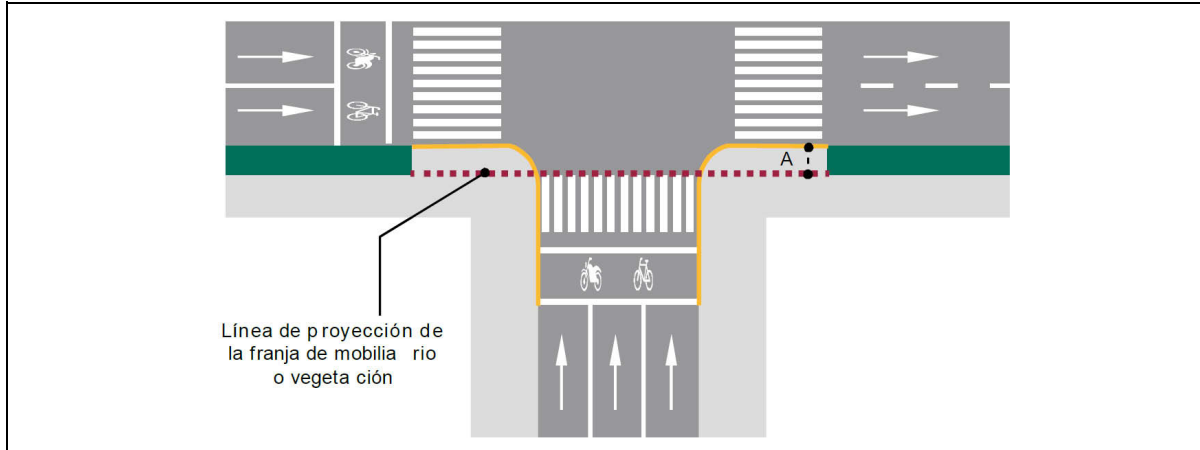 A
Línea de proyección de
la franja de mobilia rio
o vegeta ción